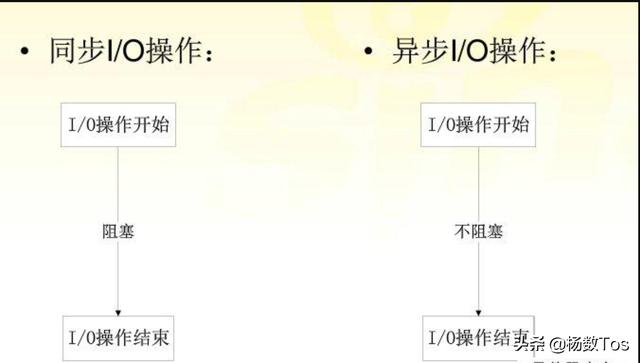 • 同步I/O操作：
I/O操作开始
阻塞
I/O操作结束
• 异步I/O操作：
I/O操作开始
不阻塞
I/O操作结束
头条 @杨数Tos